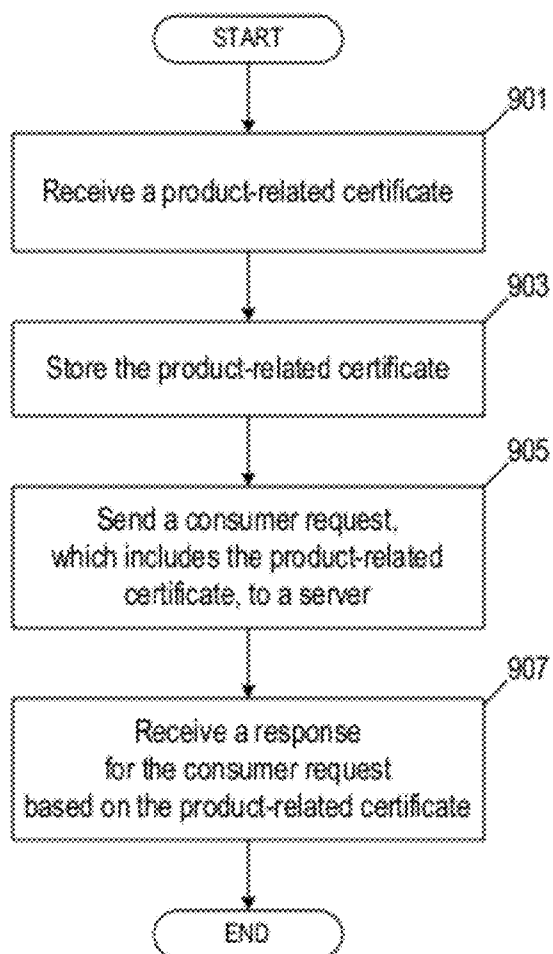 START
901
Receive a product-related certificate
903
Store the product-related certificate
905
Send a consumer request,
which includes the product-related
certificate, to a server
907
Receive a response
for the consumer request
based on the product-related certificate
END